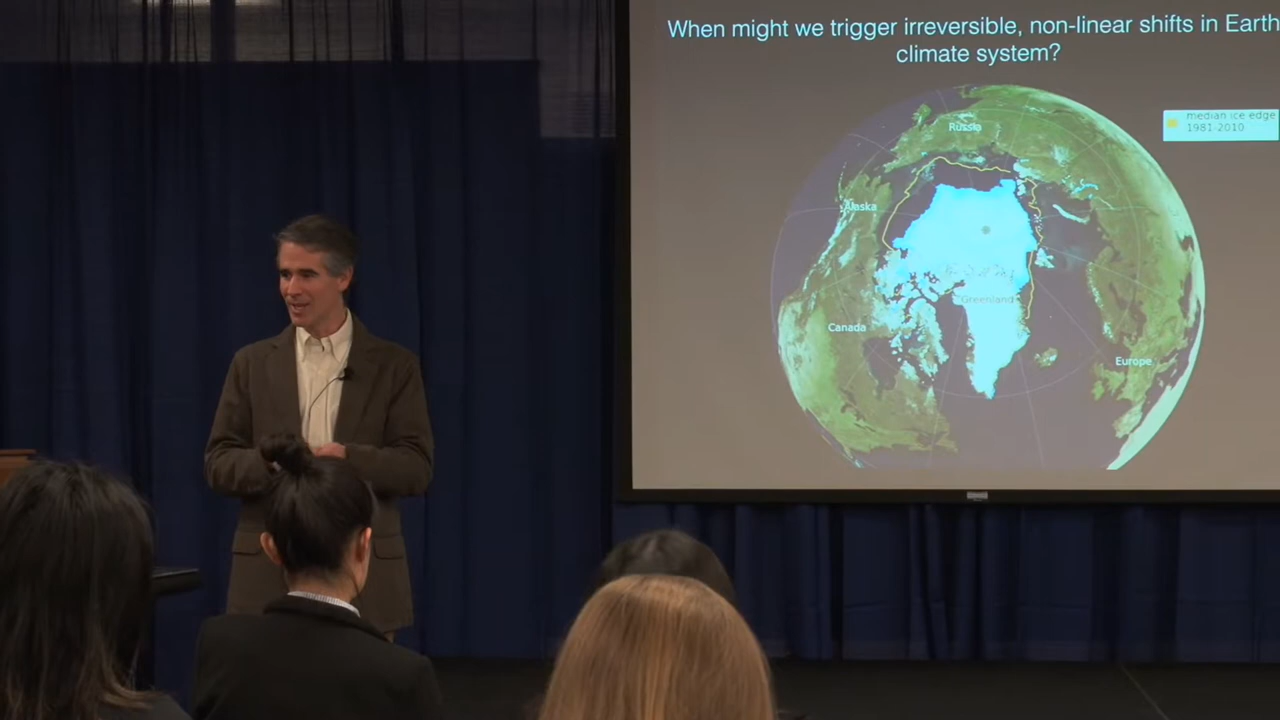 When might we trigger irreversible, non-linear shifts in Earth
climate system?
median ice edge
1981-2010
Russia
Alaska
Greenland
Canada
Europe